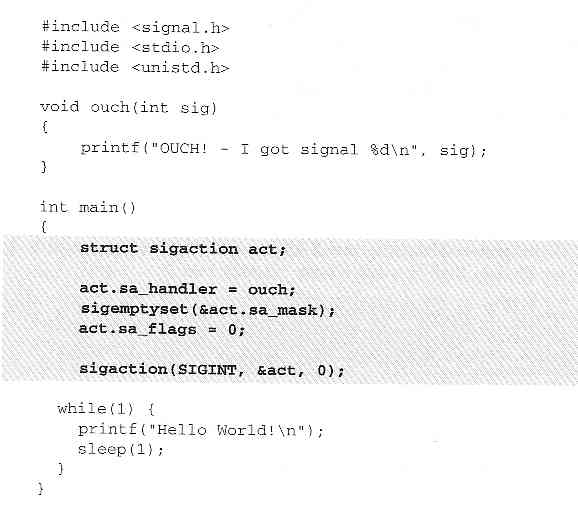 #include <signal.h>
#include <stdio.h>
#include <unistd.h>
void ouch(int sig)
{
    printf("OUCH! - I got signal %d\n", sig);
}
int main()
{
    struct sigaction act;
    act.sa_handler = ouch;
    sigemptyset(&act.sa_mask);
    act.sa_flags = 0;
    sigaction(SIGINT, &act, 0);
  while(1) {
    printf("Hello World!\n");
    sleep(1);
  }
}